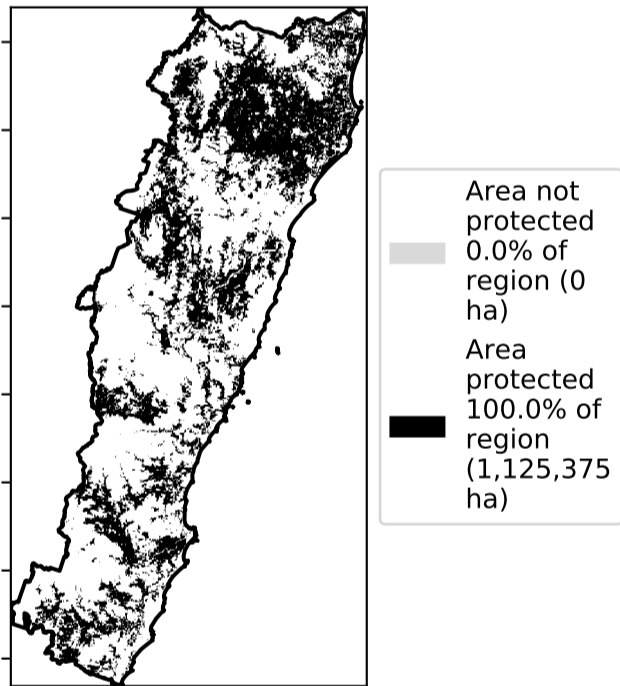 Area not
protected
0.0% of
region (0
ha)
Area
protected
100.0% of
region
(1,125,375
ha)